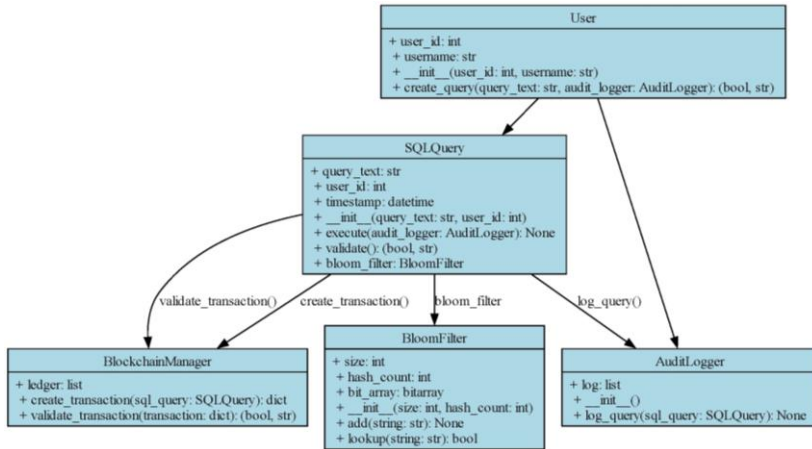 User
+ user_id: int
+ username: str
+ __init__(user_id: int, username: str)
+ create_query(query_text: str, audit_logger: AuditLogger): (bool, str)
SQLQuery
+ query_text: str
+ user_id: int
+ timestamp: datetime
+ __init__(query_text: str, user_id: int)
+ execute(audit_logger: AuditLogger): None
+ validate(): (bool, str)
+ bloom_filter: BloomFilter
validate_transaction()
create_transaction()
bloom_filter
log_query()
BlockchainManager
+ ledger: list
+ create_transaction(sql_query: SQLQuery): dict
+ validate_transaction(transaction: dict): (bool, str)
BloomFilter
+ size: int
+ hash_count: int
+ bit_array: bitarray
+ __init__(size: int, hash_count: int)
+ add(string: str): None
+ lookup(string: str): bool
AuditLogger
+ log: list
+ __init__()
+ log_query(sql_query: SQLQuery): None